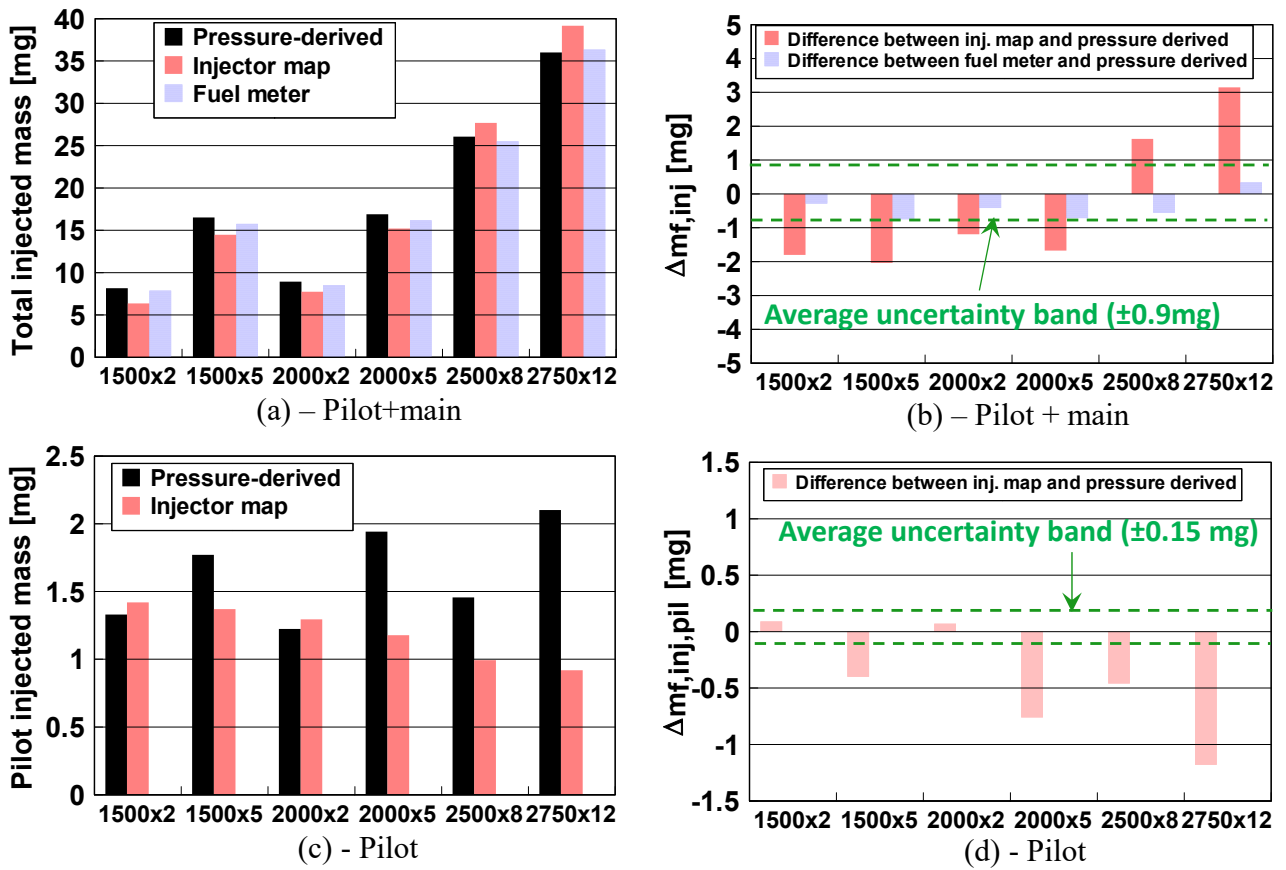 Total injected mass [mg]
40
35
30
25
20
15
10
5
0
Pressure-derived
Injector map
Fuel meter
1500x2 1500x5 2000x2 2000x5 2500x8 2750x12
(a) – Pilot+main
Δmf,inj [mg]
5
4
3
2
1
0
-1
-2
-3
-4
-5
Difference between inj. map and pressure derived
Difference between fuel meter and pressure derived
Average uncertainty band (±0.9mg)
1500x2 1500x5 2000x2 2000x5 2500x8 2750x12
(b) – Pilot + main
Pilot injected mass [mg]
2.5
2
1.5
1
0.5
0
Pressure-derived
Injector map
1500x2 1500x5 2000x2 2000x5 2500x8 2750x12
(c) - Pilot
Δmf,inj,pil [mg]
1.5
1
0.5
0
-0.5
-1
-1.5
Difference between inj. map and pressure derived
Average uncertainty band (±0.15 mg)
1500x2 1500x5 2000x2 2000x5 2500x8 2750x12
(d) - Pilot